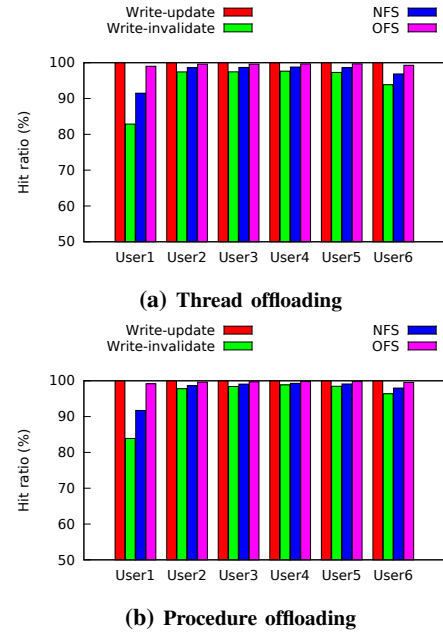 Write-update NFS
Write-invalidate OFS
100
90
80
70
60
50
Hit ratio (%)
User1 User2 User3 User4 User5 User6
(a) Thread offloading
Write-update NFS
Write-invalidate OFS
100
90
80
70
60
50
Hit ratio (%)
User1 User2 User3 User4 User5 User6
(b) Procedure offloading